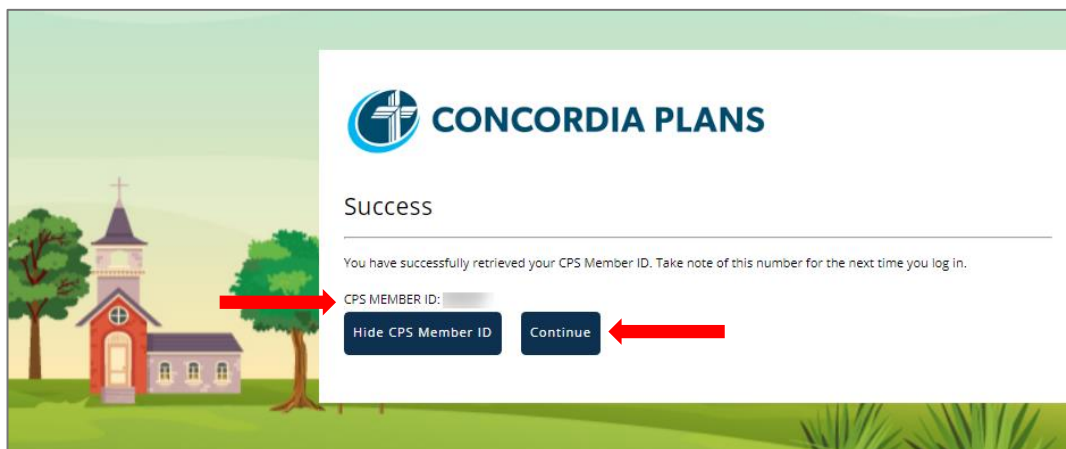 CONCORDIA PLANS
Success
You have successfully retrieved your CPS Member ID. Take note of this number for the next time you log in.
CPS MEMBER ID:
Hide CPS Member ID
Continue